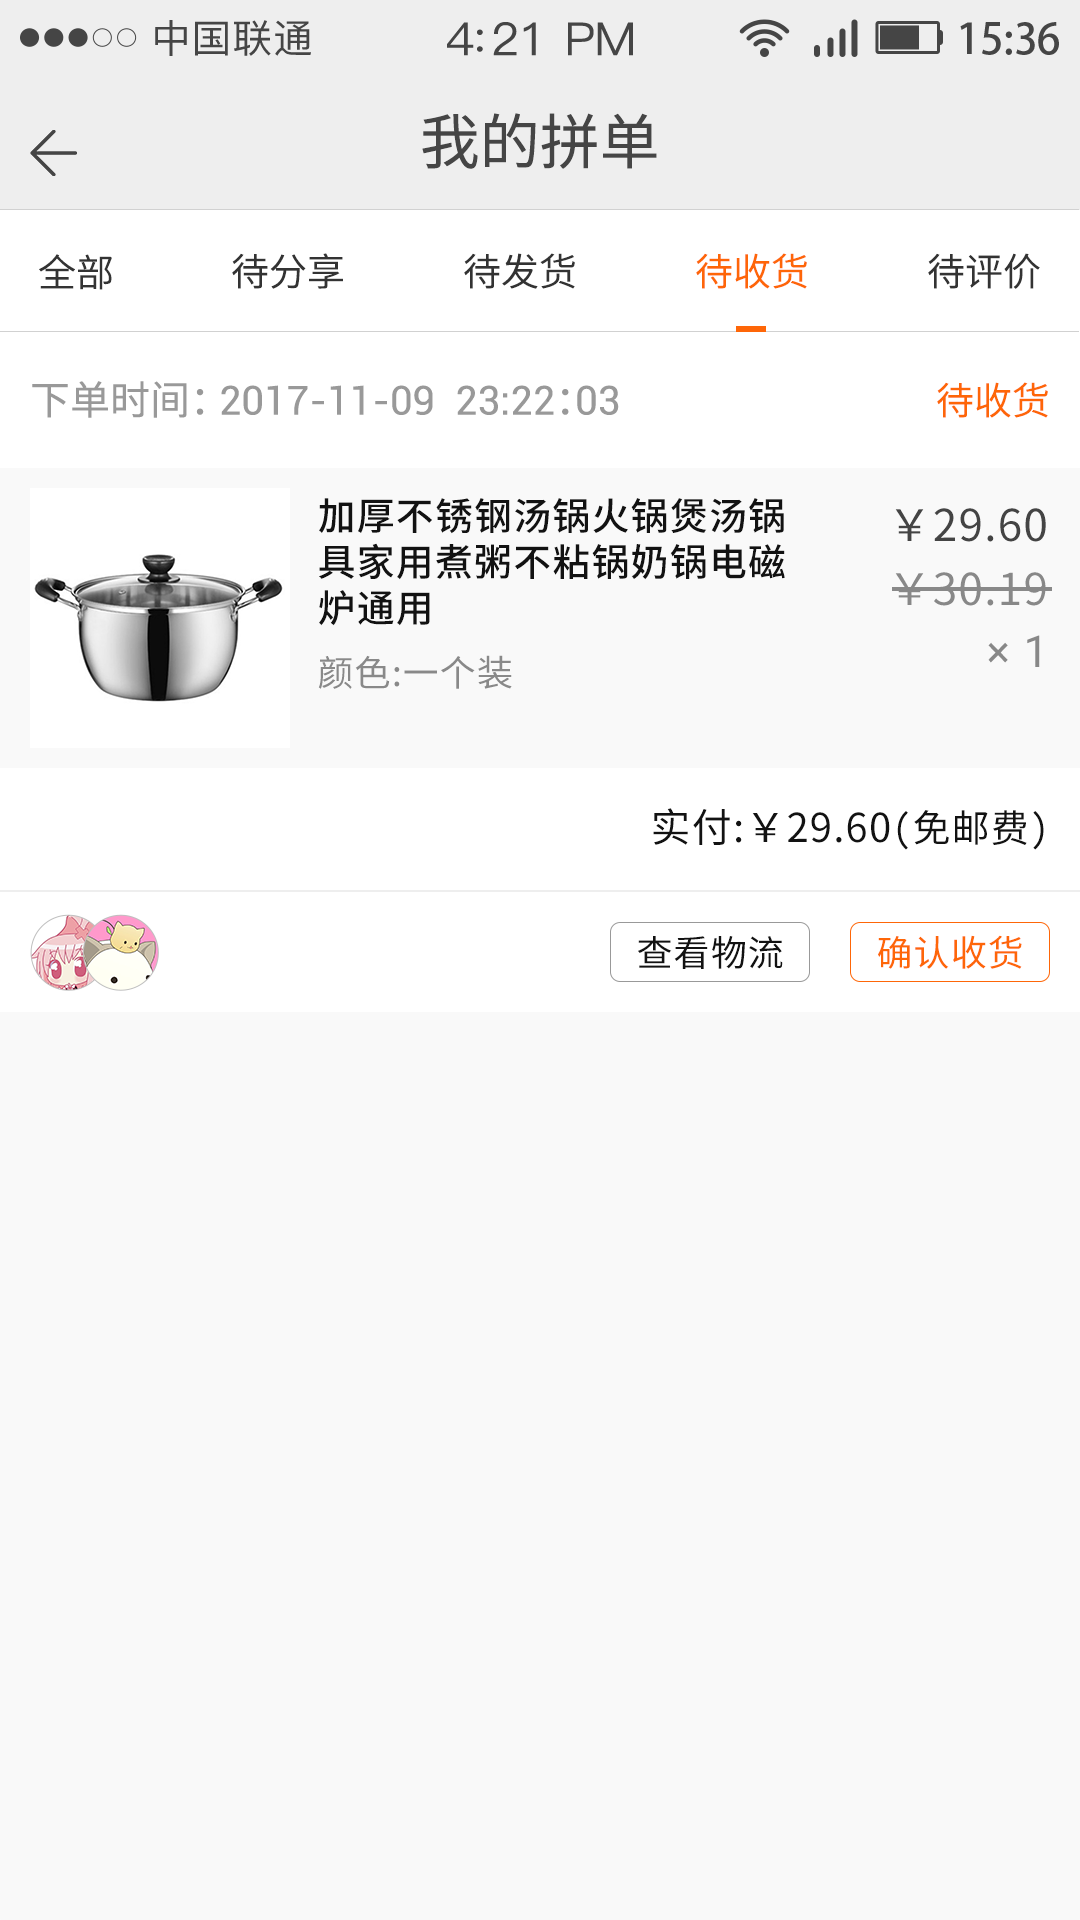 中国联通 4:21 PM 15:36
我的拼单
全部 待分享 待发货 待收货 待评价
下单时间: 2017-11-09 23:22:03 待收货
加厚不锈钢汤锅火锅煲汤锅 ¥29.60
具家用煮粥不粘锅奶锅电磁 ¥30.19
炉通用
× 1
颜色:一个装
实付:¥29.60(免邮费)
查看物流 确认收货